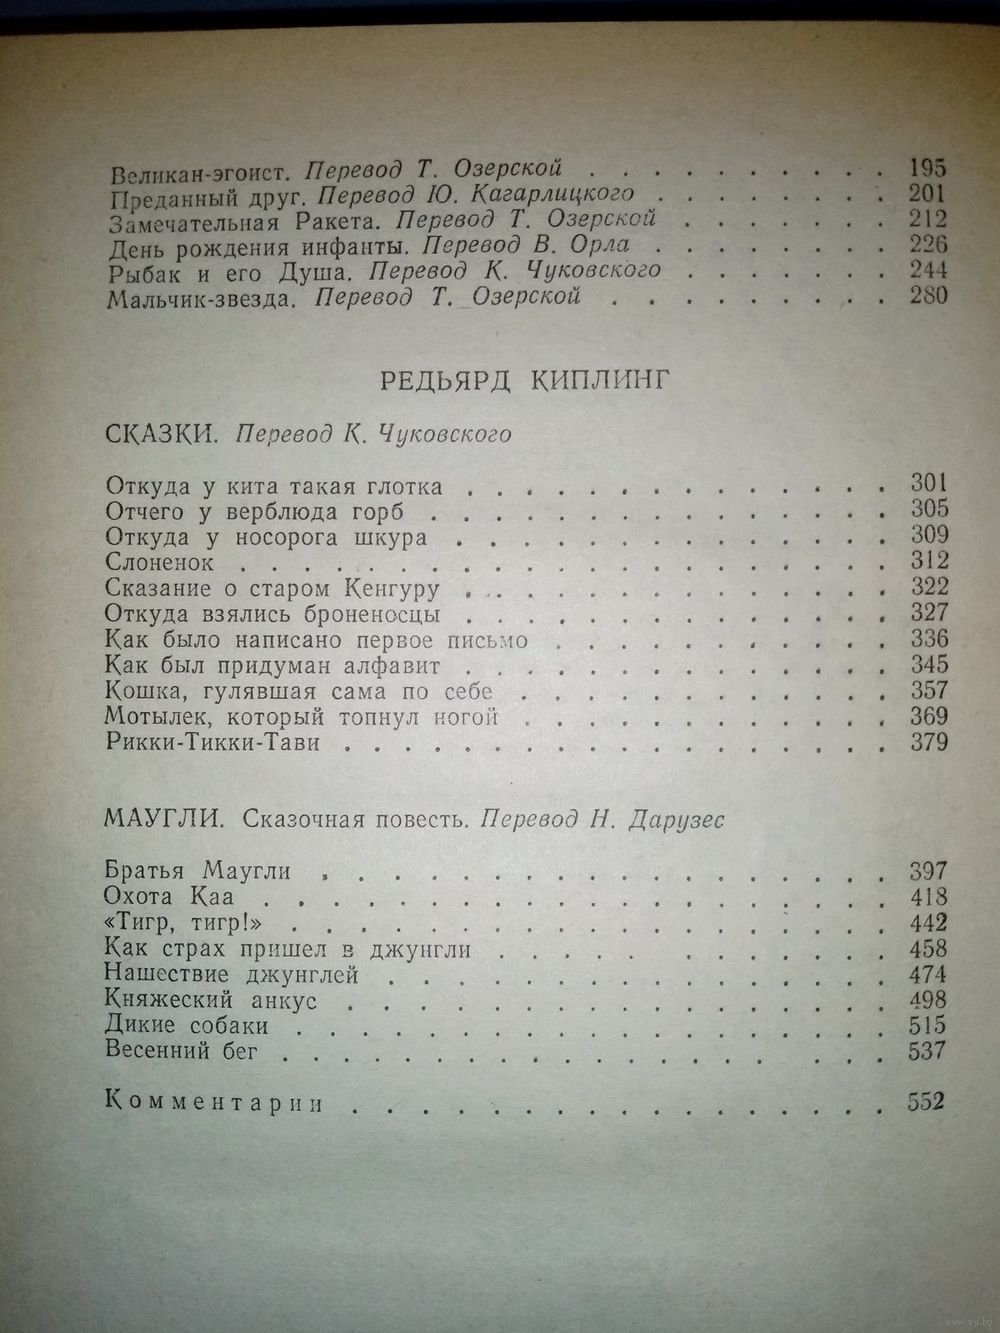 Великан-эгоист. Перевод Т. Озерской . . . . . . . . . . 195
Преданный друг. Перевод Ю. Кагарлицкого . . . . . . . . 201
Замечательная Ракета. Перевод Т. Озерской . . . . . . . 212
День рождения инфанты. Перевод В. Орла . . . . . . . . 226
Рыбак и его Душа. Перевод К. Чуковского . . . . . . . 244
Мальчик-звезда. Перевод Т. Озерской . . . . . . . . . 280
РЕДЬЯРД КИПЛИНГ
СКАЗКИ. Перевод К. Чуковского
Откуда у кита такая глотка . . . . . . . . . . . . . 301
Отчего у верблюда горб . . . . . . . . . . . . . . 305
Откуда у носорога шкура . . . . . . . . . . . . . 309
Слоненок . . . . . . . . . . . . . . . . . . . 312
Сказание о старом Кенгуру . . . . . . . . . . . . . 322
Откуда взялись броненосцы . . . . . . . . . . . . . 327
Как было написано первое письмо . . . . . . . . . . . 336
Как был придуман алфавит . . . . . . . . . . . . . 345
Кошка, гулявшая сама по себе . . . . . . . . . . . . 357
Мотылек, который топнул ногой . . . . . . . . . . . . 369
Рикки-Тикки-Тави . . . . . . . . . . . . . . . . 379
МАУГЛИ. Сказочная повесть. Перевод Н. Дарузес
Братья Маугли . . . . . . . . . . . . . . . . . 397
Охота Каа . . . . . . . . . . . . . . . . . . 418
«Тигр, тигр!» . . . . . . . . . . . . . . . . . 442
Как страх пришел в джунгли . . . . . . . . . . . . 458
Нашествие джунглей . . . . . . . . . . . . . . . 474
Княжеский анкус . . . . . . . . . . . . . . . . 498
Дикие собаки . . . . . . . . . . . . . . . . . 515
Весенний бег . . . . . . . . . . . . . . . . . 537
Комментарии . . . . . . . . . . . . . . . . 552
www.ay.by